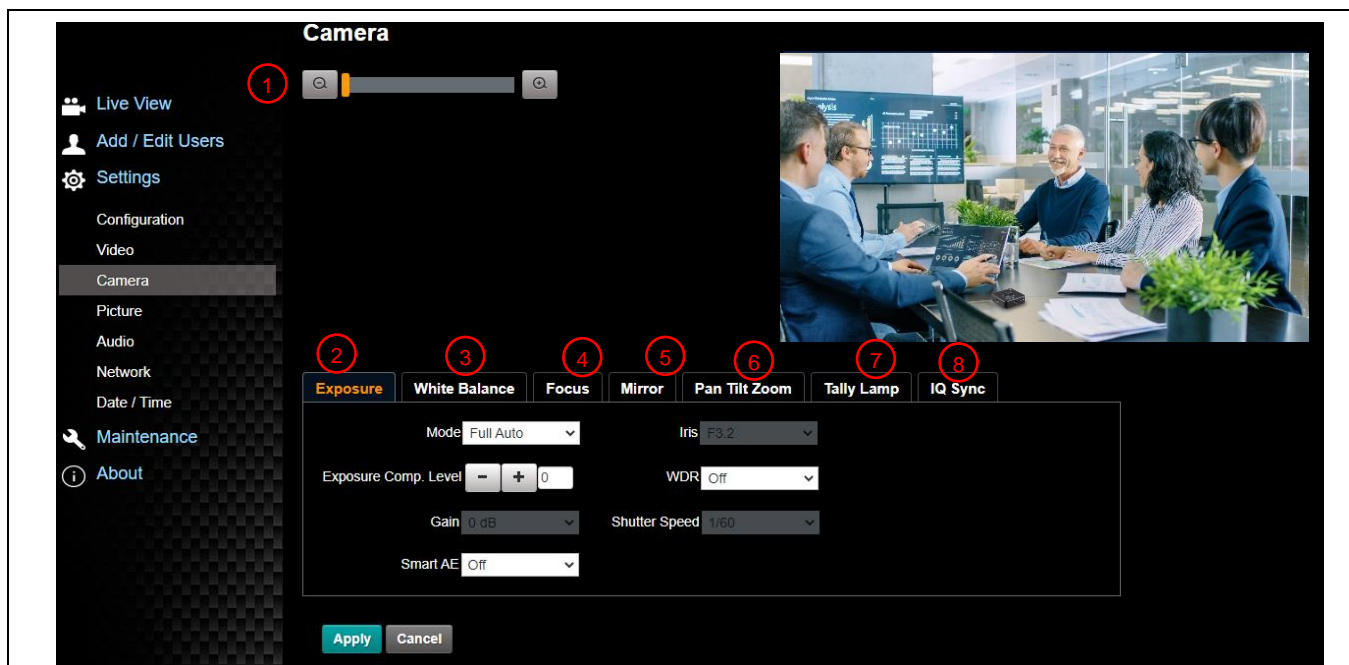 Camera
1
Live View
Add / Edit Users
Settings
Configuration
Video
Camera
Picture
Audio
Network
Date / Time
Maintenance
About
2 3 4 5 6 7 8
Exposure White Balance Focus Mirror Pan Tilt Zoom Tally Lamp IQ Sync
Mode Full Auto Iris F3.2
Exposure Comp. Level - + 0 WDR Off
Gain 0 dB Shutter Speed 1/60
Smart AE Off
Apply Cancel